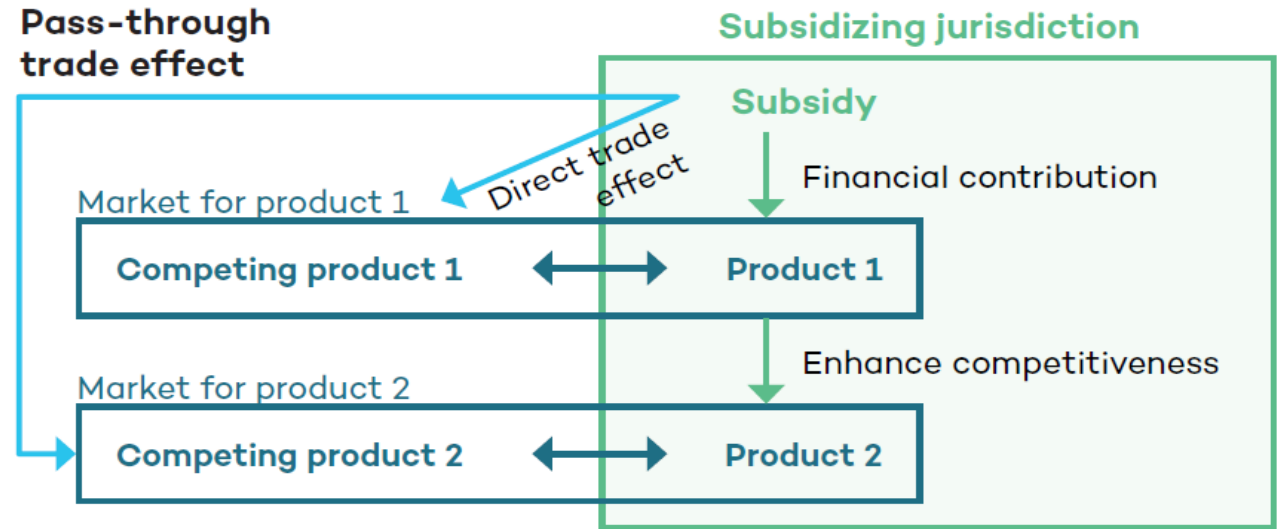 Pass-through
trade effect
Subsidizing jurisdiction
Subsidy
Direct trade
effect
Financial contribution
Market for product 1
Competing product 1
Product 1
Enhance competitiveness
Market for product 2
Competing product 2
Product 2